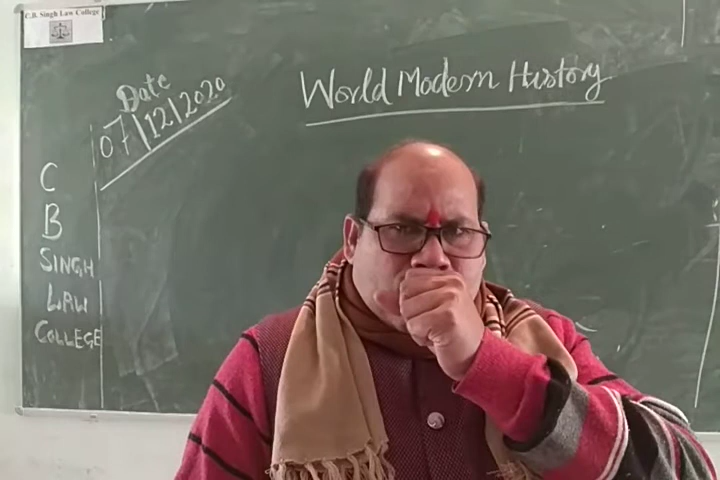 C.B. Singh Law College
Date
07/12/2020
World Modern History
C
B
SINGH
LAW
COLLEGE